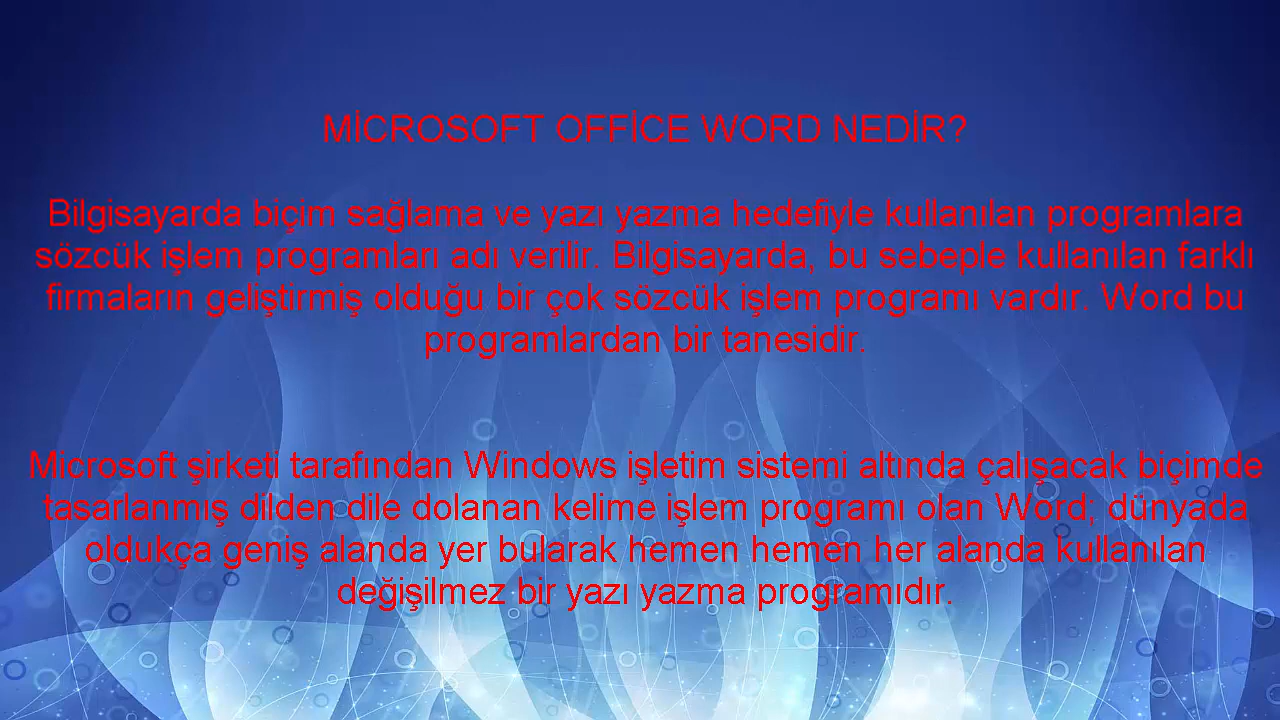 MİCROSOFT OFFİCE WORD NEDİR?
Bilgisayarda biçim sağlama ve yazı yazma hedefiyle kullanılan programlara
sözcük işlem programları adı verilir. Bilgisayarda, bu sebeple kullanılan farklı
firmaların geliştirmiş olduğu bir çok sözcük işlem programı vardır. Word bu
programlardan bir tanesidir.
Microsoft şirketi tarafından Windows işletim sistemi altında çalışacak biçimde
tasarlanmış dilden dile dolanan kelime işlem programı olan Word; dünyada
oldukça geniş alanda yer bularak hemen hemen her alanda kullanılan
değişilmez bir yazı yazma programıdır.